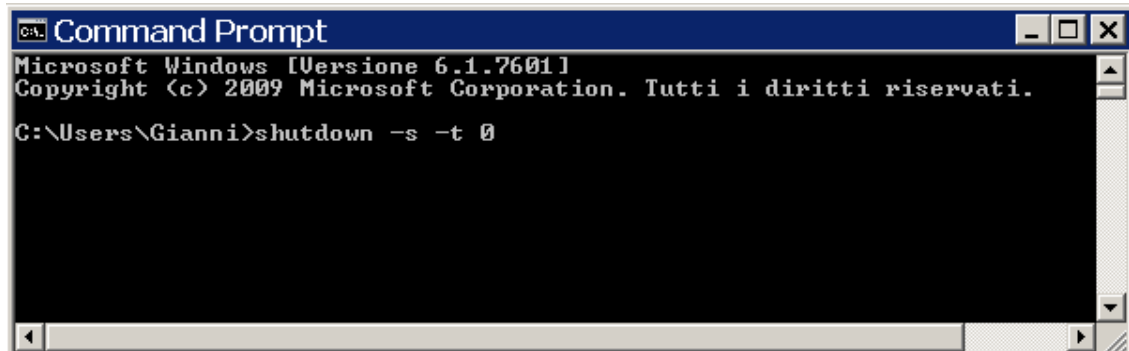 Command Prompt
Microsoft Windows [Versione 6.1.7601]
Copyright (c) 2009 Microsoft Corporation. Tutti i diritti riservati.
C:\Users\Gianni>shutdown -s -t 0